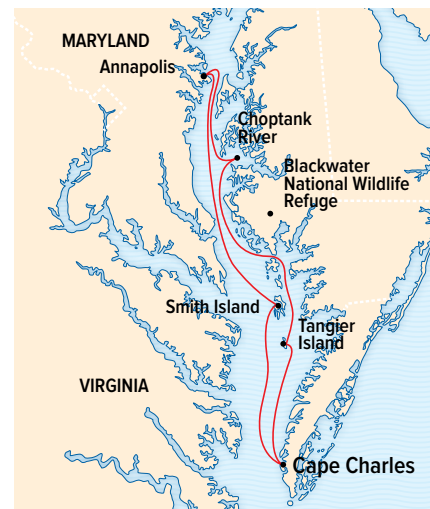 MARYLAND
Annapolis
Choptank
River
Blackwater
National Wildlife
Refuge
Smith Island
Tangier
Island
VIRGINIA
Cape Charles